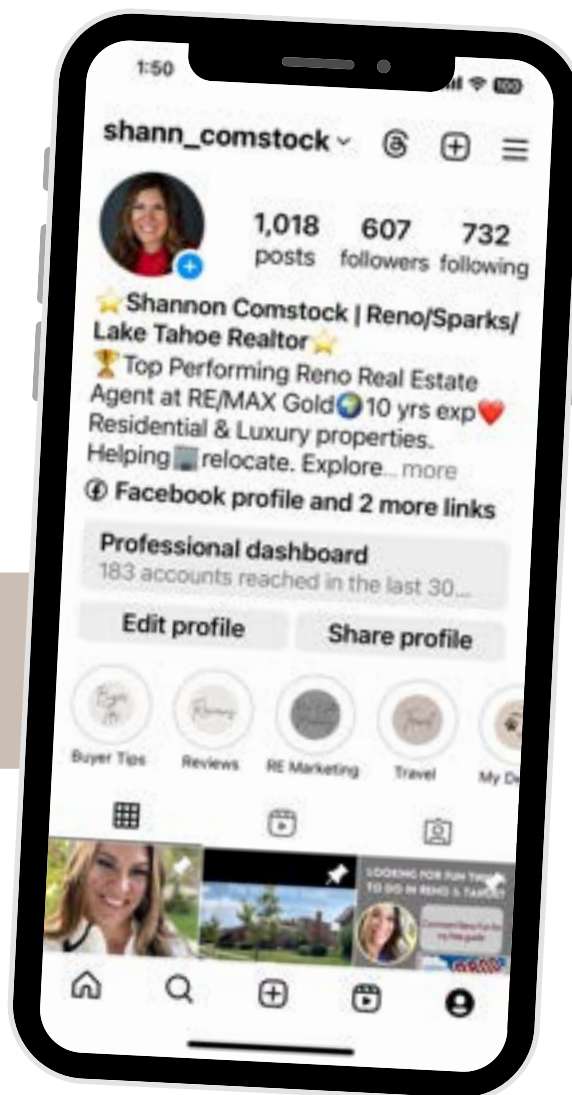 1:50
100
shann_comstock
1,018 607 732
posts followers following
⭐Shannon Comstock | Reno/Sparks/
Lake Tahoe Realtor⭐
🏆Top Performing Reno Real Estate
Agent at RE/MAX Gold🌍10 yrs exp❤️
Residential & Luxury properties.
Helping🏢relocate. Explore... more
Facebook profile and 2 more links
Professional dashboard
183 accounts reached in the last 30...
Edit profile Share profile
Buyer Tips Reviews RE Marketing Travel My D
LOOKING FOR FUN
TO DO IN RENO &